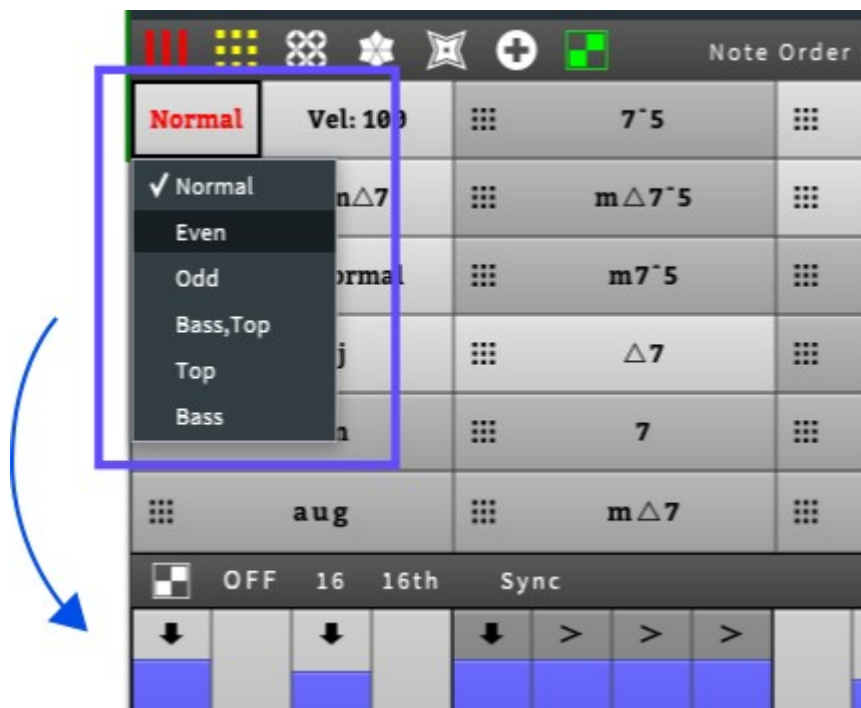 Note Order
Normal Vel: 100 7-5
✓ Normal n△7 m△7-5
Even
Odd ormal m7-5
Bass,Top
Top j △7
Bass n 7
aug m△7
OFF 16 16th Sync
> > >